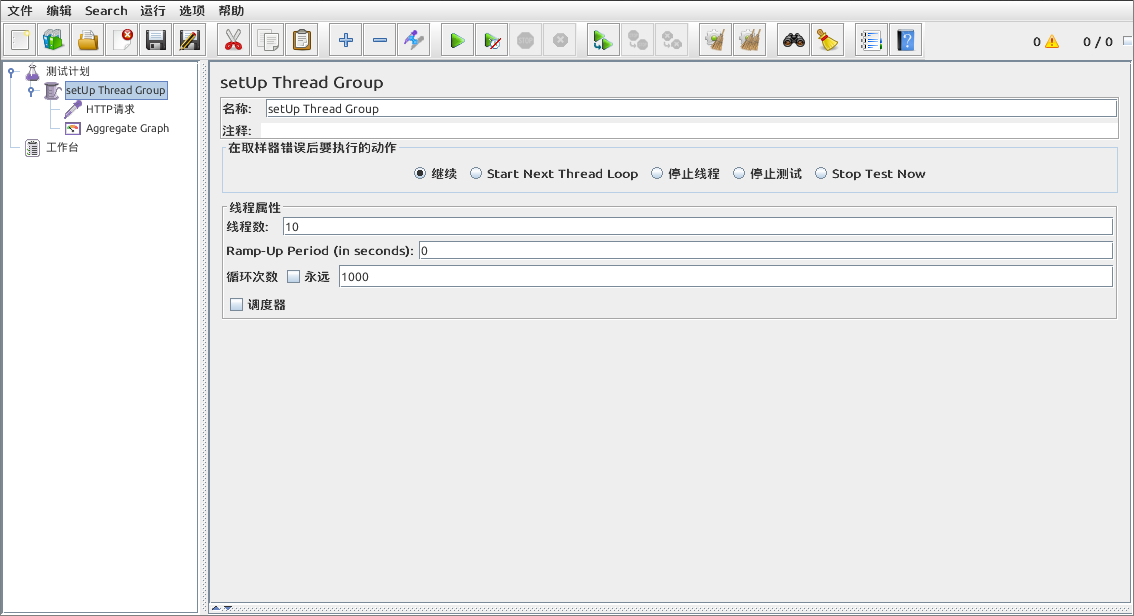 文件 编辑 Search 运行 选项 帮助
0 0 / 0
测试计划
setUp Thread Group
HTTP请求
Aggregate Graph
工作台
setUp Thread Group
名称: setUp Thread Group
注释:
在取样器错误后要执行的动作
继续 Start Next Thread Loop 停止线程 停止测试 Stop Test Now
线程属性
线程数: 10
Ramp-Up Period (in seconds): 0
循环次数 永远 1000
调度器